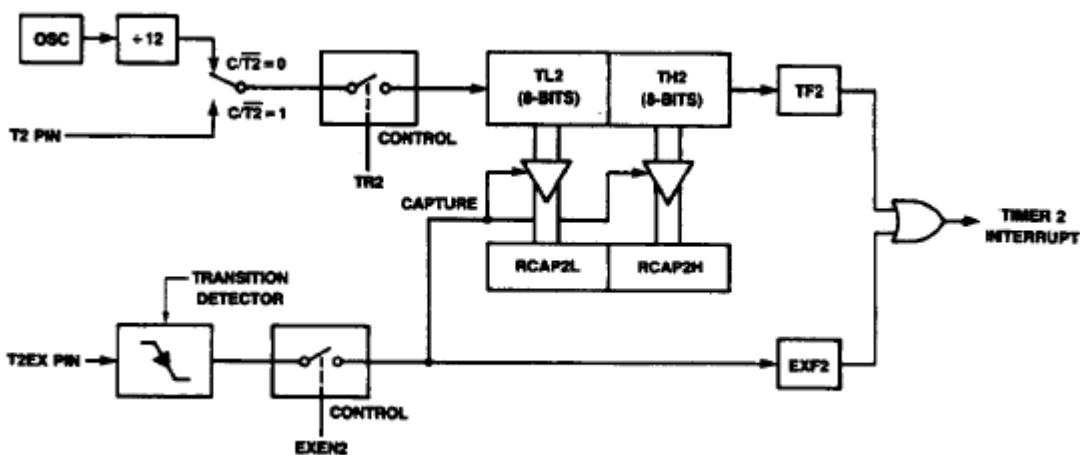 OSC
÷12
C/T2̅ = 0
C/T2̅ = 1
T2 PIN
CONTROL
TR2
TL2
(8-BITS)
TH2
(8-BITS)
TF2
CAPTURE
TIMER 2
INTERRUPT
RCAP2L
RCAP2H
TRANSITION
DETECTOR
T2EX PIN
CONTROL
EXEN2
EXF2